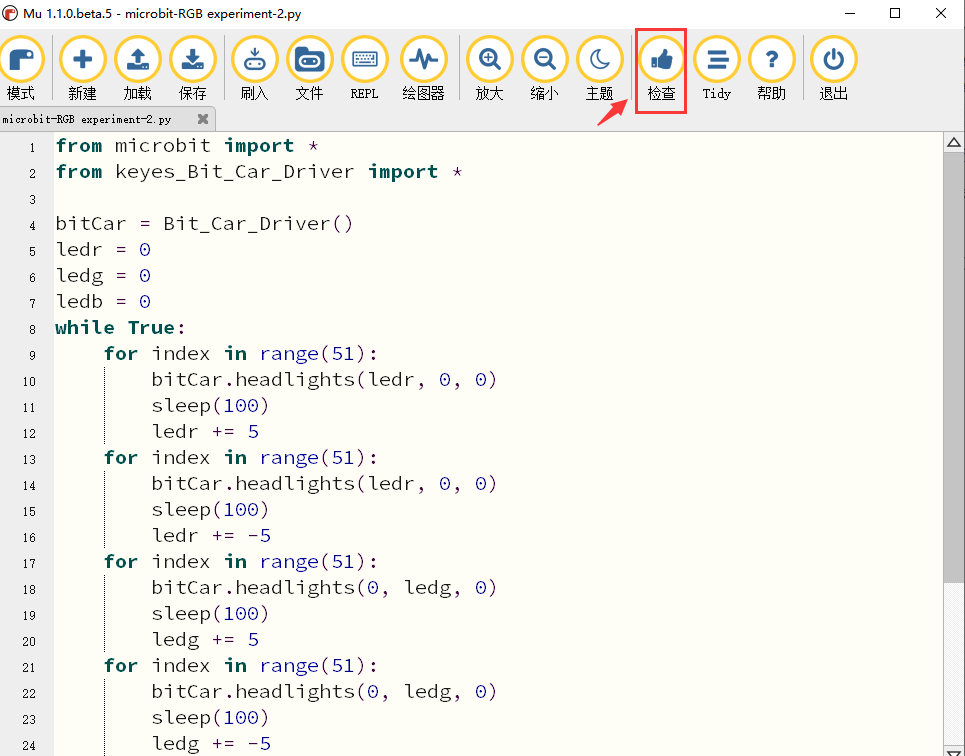 Mu 1.1.0.beta.5 - microbit-RGB experiment-2.py
模式 新建 加载 保存 刷入 文件 REPL 绘图器 放大 缩小 主题 检查 Tidy 帮助 退出
microbit-RGB experiment-2.py
1 from microbit import *
2 from keyes_Bit_Car_Driver import *
3
4 bitCar = Bit_Car_Driver()
5 ledr = 0
6 ledg = 0
7 ledb = 0
8 while True:
9     for index in range(51):
10         bitCar.headlights(ledr, 0, 0)
11         sleep(100)
12         ledr += 5
13     for index in range(51):
14         bitCar.headlights(ledr, 0, 0)
15         sleep(100)
16         ledr += -5
17     for index in range(51):
18         bitCar.headlights(0, ledg, 0)
19         sleep(100)
20         ledg += 5
21     for index in range(51):
22         bitCar.headlights(0, ledg, 0)
23         sleep(100)
24         ledg += -5